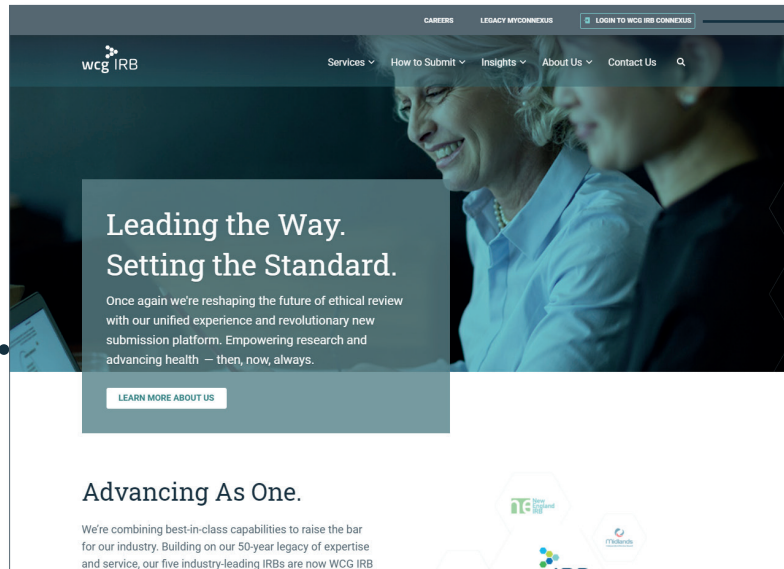 CAREERS LEGACY MYCONNEXUS LOGIN TO WCG IRB CONNEXUS
wcg IRB Services How to Submit Insights About Us Contact Us
Leading the Way.
Setting the Standard.
Once again we're reshaping the future of ethical review
with our unified experience and revolutionary new
submission platform. Empowering research and
advancing health — then, now, always.
LEARN MORE ABOUT US
Advancing As One.
We're combining best-in-class capabilities to raise the bar
for our industry. Building on our 50-year legacy of expertise
and service, our five industry-leading IRBs are now WCG IRB
ne New
England
IRB
Midlands
IRB